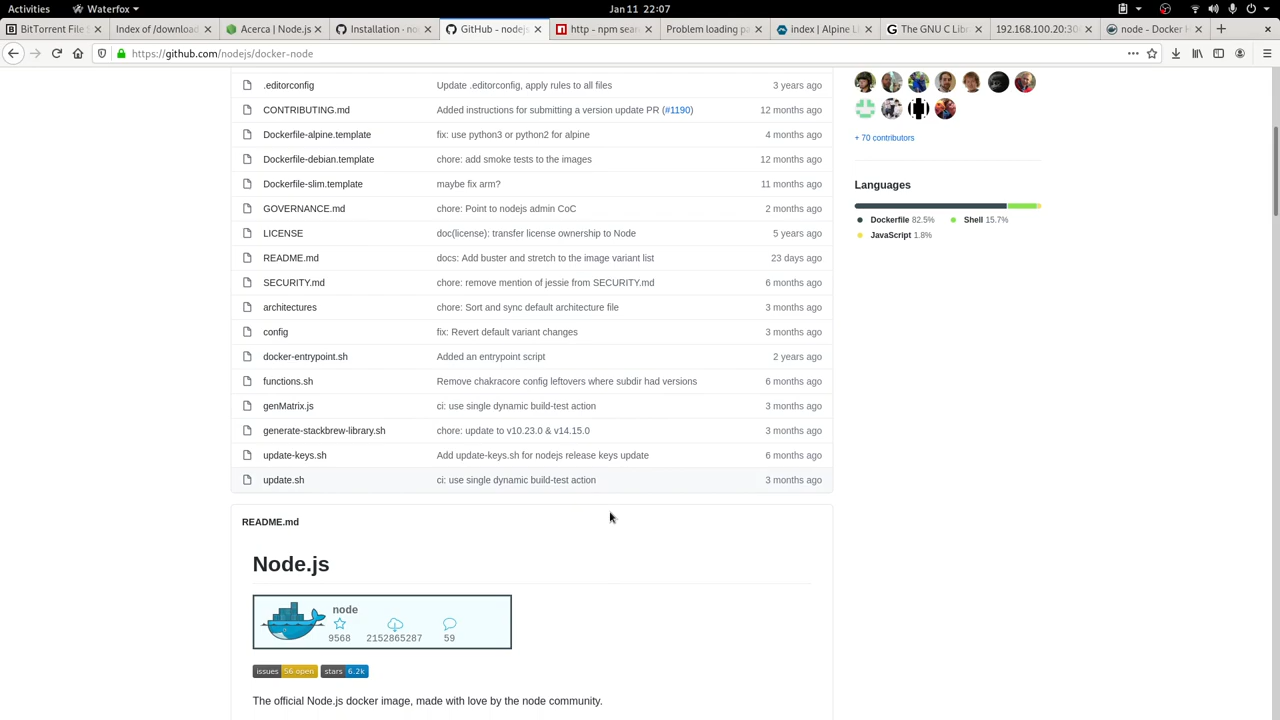 Activities Waterfox Jan 11 22:07
BitTorrent File S Index of /download Acerca | Node.js Installation · no GitHub - nodejs http - npm sear Problem loading pa index | Alpine Li The GNU C Libr 192.168.100.20:30 node - Docker H
https://github.com/nodejs/docker-node
.editorconfig Update .editorconfig, apply rules to all files 3 years ago
CONTRIBUTING.md Added instructions for submitting a version update PR (#1190) 12 months ago
Dockerfile-alpine.template fix: use python3 or python2 for alpine 4 months ago
Dockerfile-debian.template chore: add smoke tests to the images 12 months ago
Dockerfile-slim.template maybe fix arm? 11 months ago
GOVERNANCE.md chore: Point to nodejs admin CoC 2 months ago
LICENSE doc(license): transfer license ownership to Node 5 years ago
README.md docs: Add buster and stretch to the image variant list 23 days ago
SECURITY.md chore: remove mention of jessie from SECURITY.md 6 months ago
architectures chore: Sort and sync default architecture file 3 months ago
config fix: Revert default variant changes 3 months ago
docker-entrypoint.sh Added an entrypoint script 2 years ago
functions.sh Remove chakracore config leftovers where subdir had versions 6 months ago
genMatrix.js ci: use single dynamic build-test action 3 months ago
generate-stackbrew-library.sh chore: update to v10.23.0 & v14.15.0 3 months ago
update-keys.sh Add update-keys.sh for nodejs release keys update 6 months ago
update.sh ci: use single dynamic build-test action 3 months ago
README.md
Node.js
node
9568 2152865287 59
issues 56 open stars 6.2k
The official Node.js docker image, made with love by the node community.
+ 70 contributors
Languages
Dockerfile 82.5% Shell 15.7%
JavaScript 1.8%